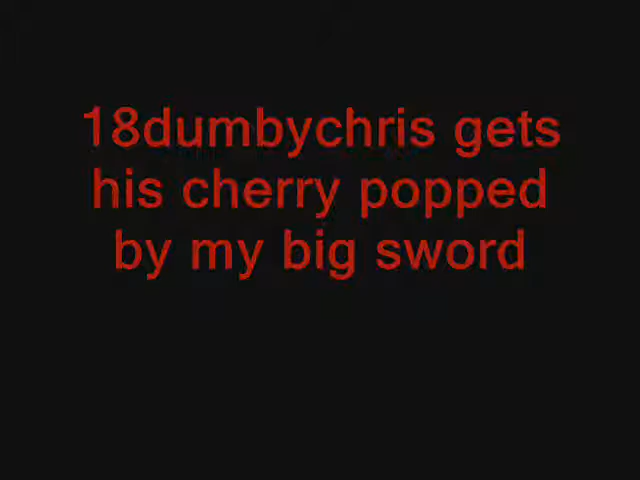 18dumbychris gets
his cherry popped
by my big sword